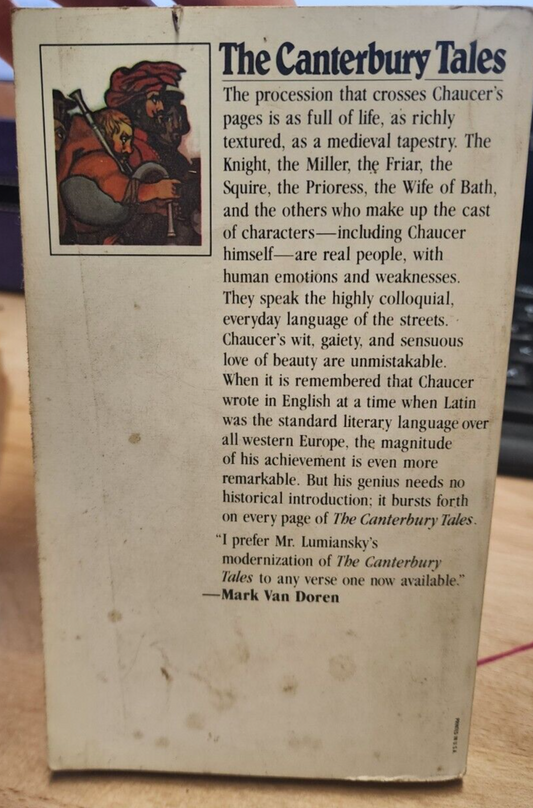 The Canterbury Tales
The procession that crosses Chaucer's
pages is as full of life, as richly
textured, as a medieval tapestry. The
Knight, the Miller, the Friar, the
Squire, the Prioress, the Wife of Bath,
and the others who make up the cast
of characters—including Chaucer
himself—are real people, with
human emotions and weaknesses.
They speak the highly colloquial,
everyday language of the streets.
Chaucer's wit, gaiety, and sensuous
love of beauty are unmistakable.
When it is remembered that Chaucer
wrote in English at a time when Latin
was the standard literary language over
all western Europe, the magnitude
of his achievement is even more
remarkable. But his genius needs no
historical introduction; it bursts forth
on every page of The Canterbury Tales.
"I prefer Mr. Lumiansky's
modernization of The Canterbury
Tales to any verse one now available."
—Mark Van Doren
PRINTED IN U.S.A.